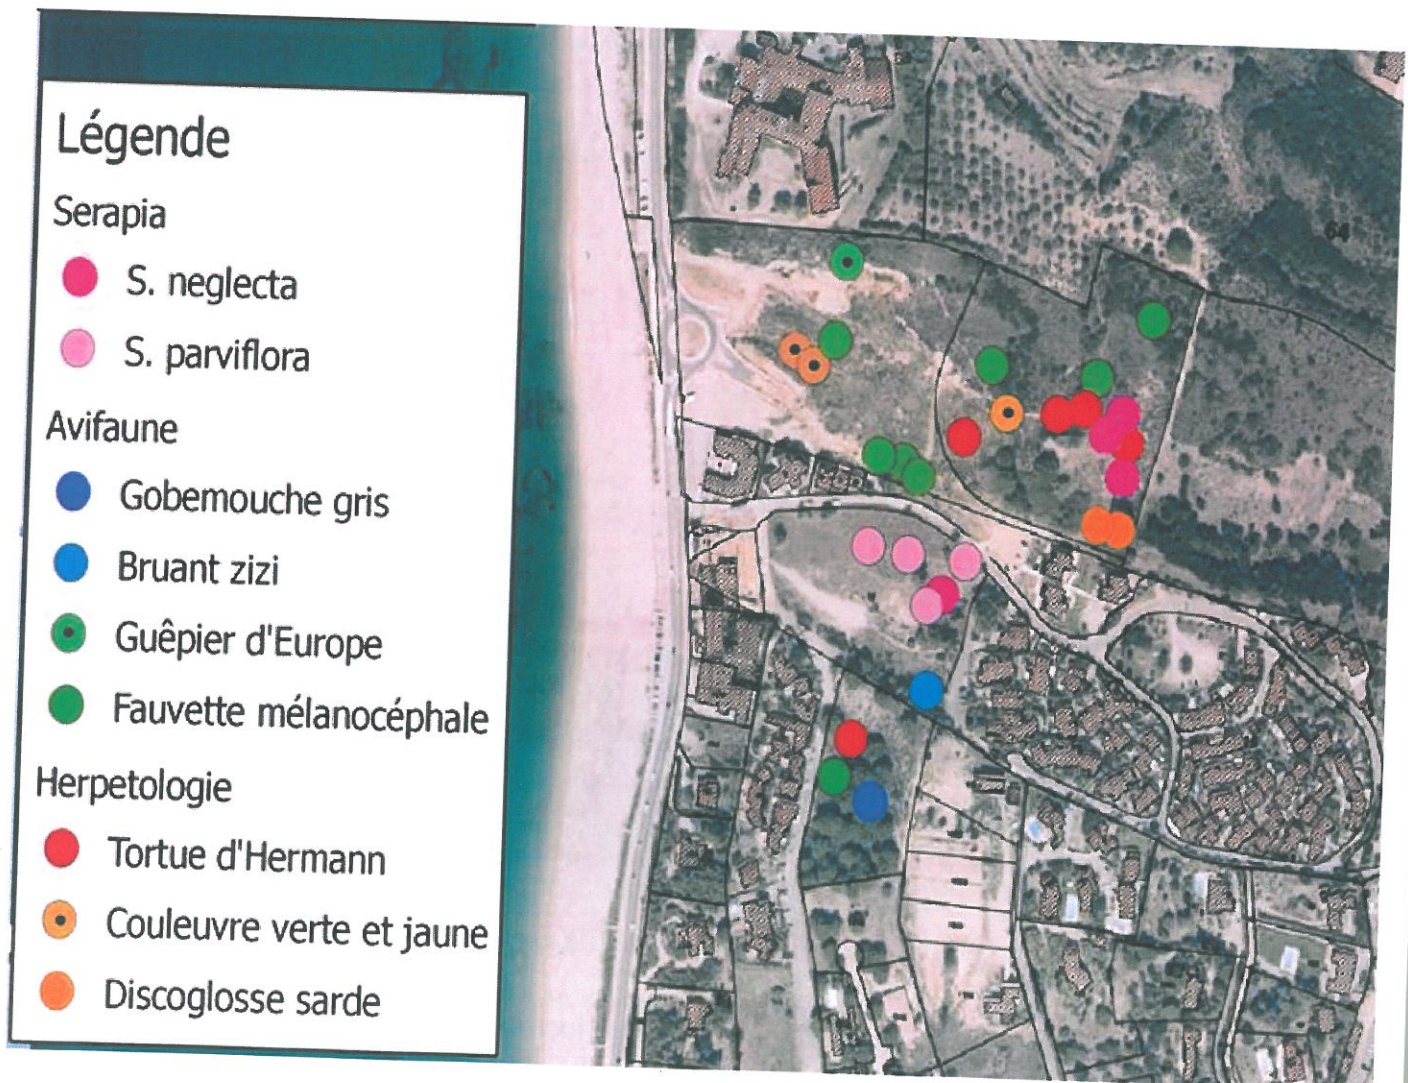 Légende
Serapia
S. neglecta
S. parviflora
Avifaune
Gobemouche gris
Bruant zizi
Guêpier d'Europe
Fauvette mélanocéphale
Herpetologie
Tortue d'Hermann
Couleuvre verte et jaune
Discoglosse sarde
64